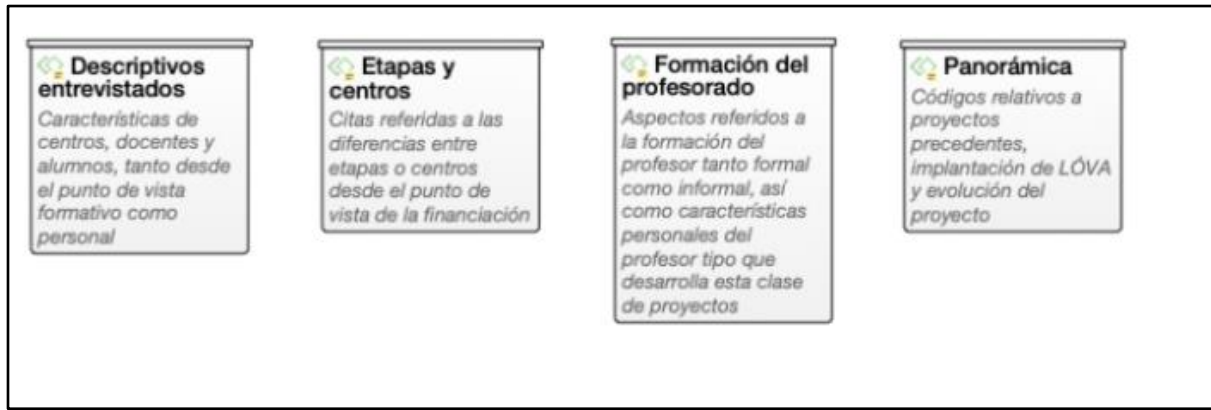 Descriptivos
entrevistados
Características de
centros, docentes y
alumnos, tanto desde
el punto de vista
formativo como
personal
Etapas y
centros
Citas referidas a las
diferencias entre
etapas o centros
desde el punto de
vista de la financiación
Formación del
profesorado
Aspectos referidos a
la formación del
profesor tanto formal
como informal, así
como características
personales del
profesor tipo que
desarrolla esta clase
de proyectos
Panorámica
Códigos relativos a
proyectos
precedentes,
implantación de LÓVA
y evolución del
proyecto